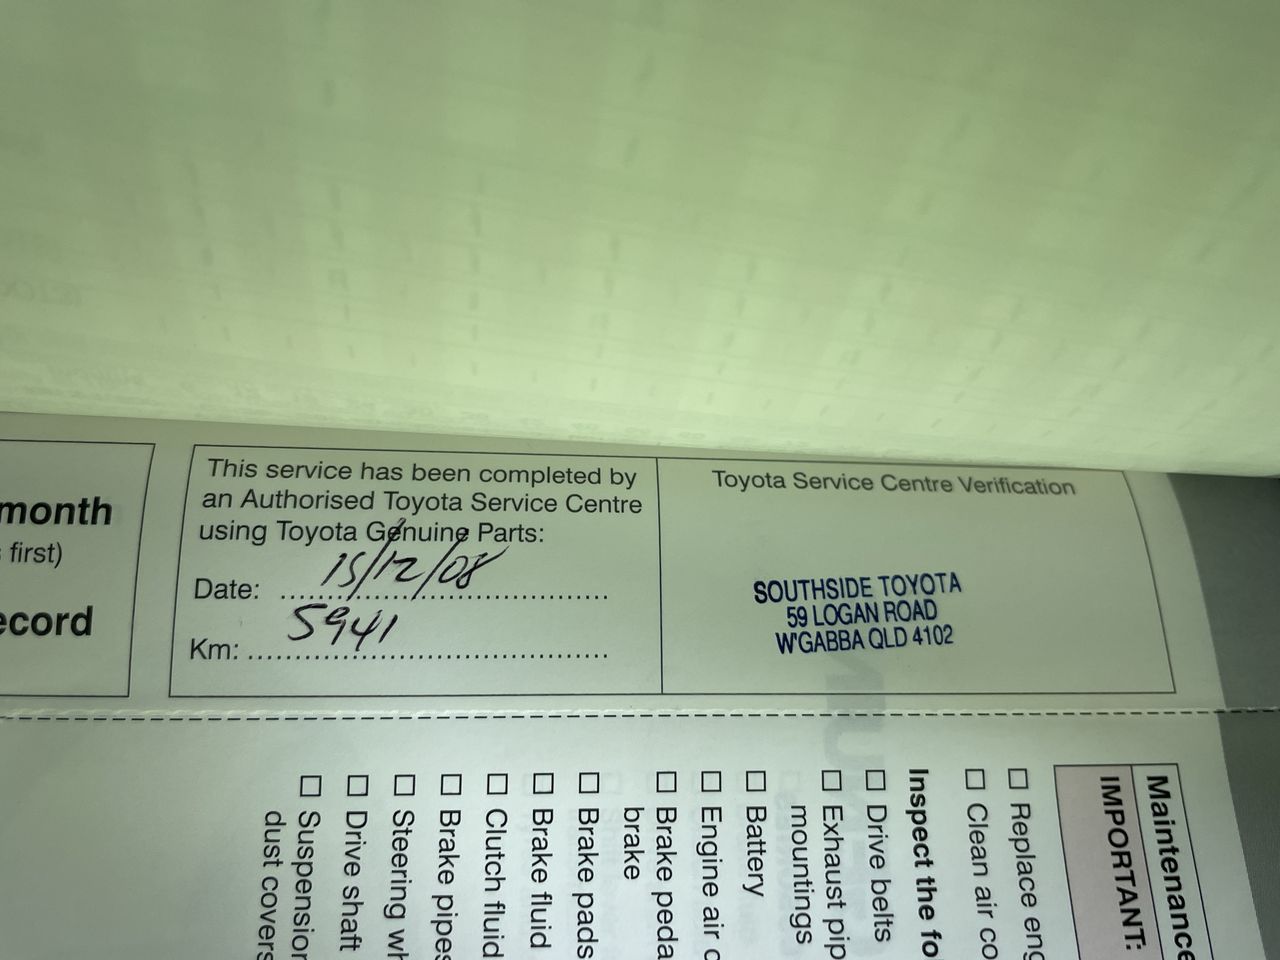 month
first)
ecord
This service has been completed by
an Authorised Toyota Service Centre
using Toyota Genuine Parts:
Date: 15/12/08
Km: 5941
Toyota Service Centre Verification
SOUTHSIDE TOYOTA
59 LOGAN ROAD
W'GABBA QLD 4102
Maintenance
IMPORTANT:
Replace eng
Clean air co
Inspect the fo
Drive belts
Exhaust pip
mountings
Battery
Engine air c
Brake peda
brake
Brake pads
Brake fluid
Clutch fluid
Brake pipes
Steering wh
Drive shaft
Suspension
dust covers